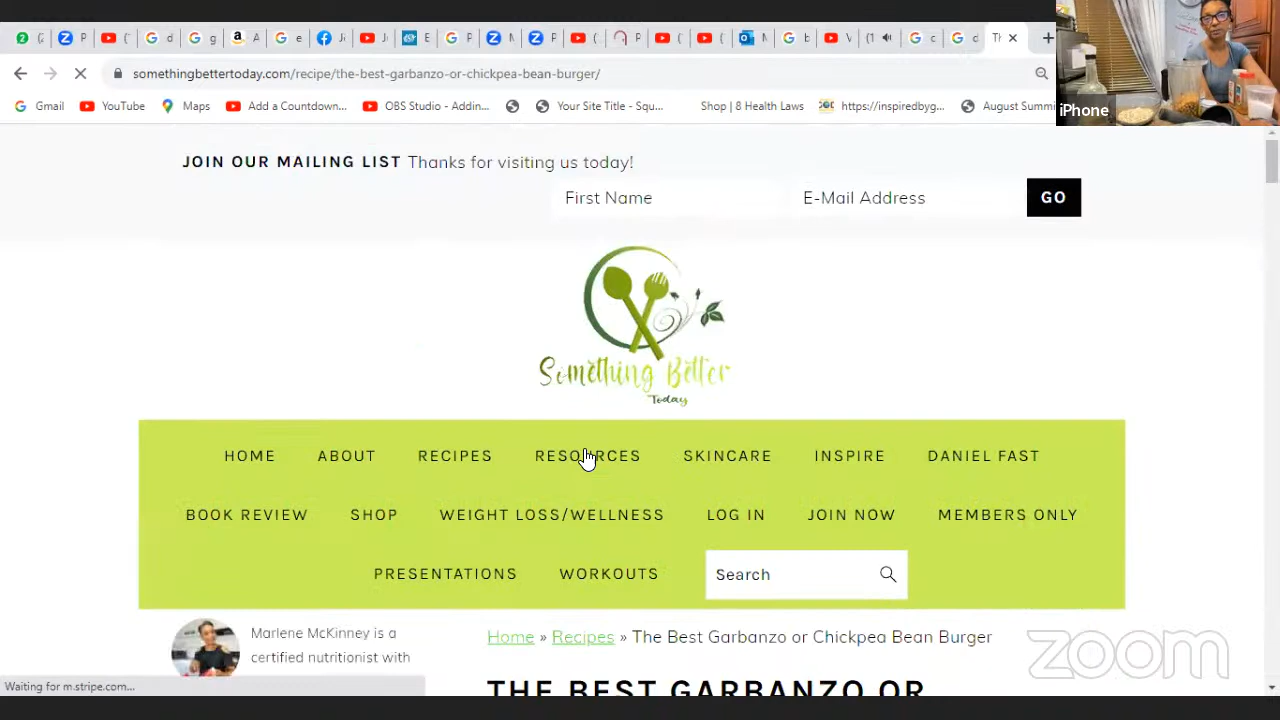 somethingbettertoday.com/recipe/the-best-garbanzo-or-chickpea-bean-burger/
Gmail YouTube Maps Add a Countdown... OBS Studio - Addin... Your Site Title - Squ... Shop | 8 Health Laws https://inspiredbyg... August Summi
iPhone
JOIN OUR MAILING LIST Thanks for visiting us today!
First Name E-Mail Address GO
Something Better
Today
HOME ABOUT RECIPES RESOURCES SKINCARE INSPIRE DANIEL FAST
BOOK REVIEW SHOP WEIGHT LOSS/WELLNESS LOG IN JOIN NOW MEMBERS ONLY
PRESENTATIONS WORKOUTS Search
Marlene McKinney is a
certified nutritionist with
Home » Recipes » The Best Garbanzo or Chickpea Bean Burger
THE BEST GARBANZO OR
zoom
Waiting for m.stripe.com...